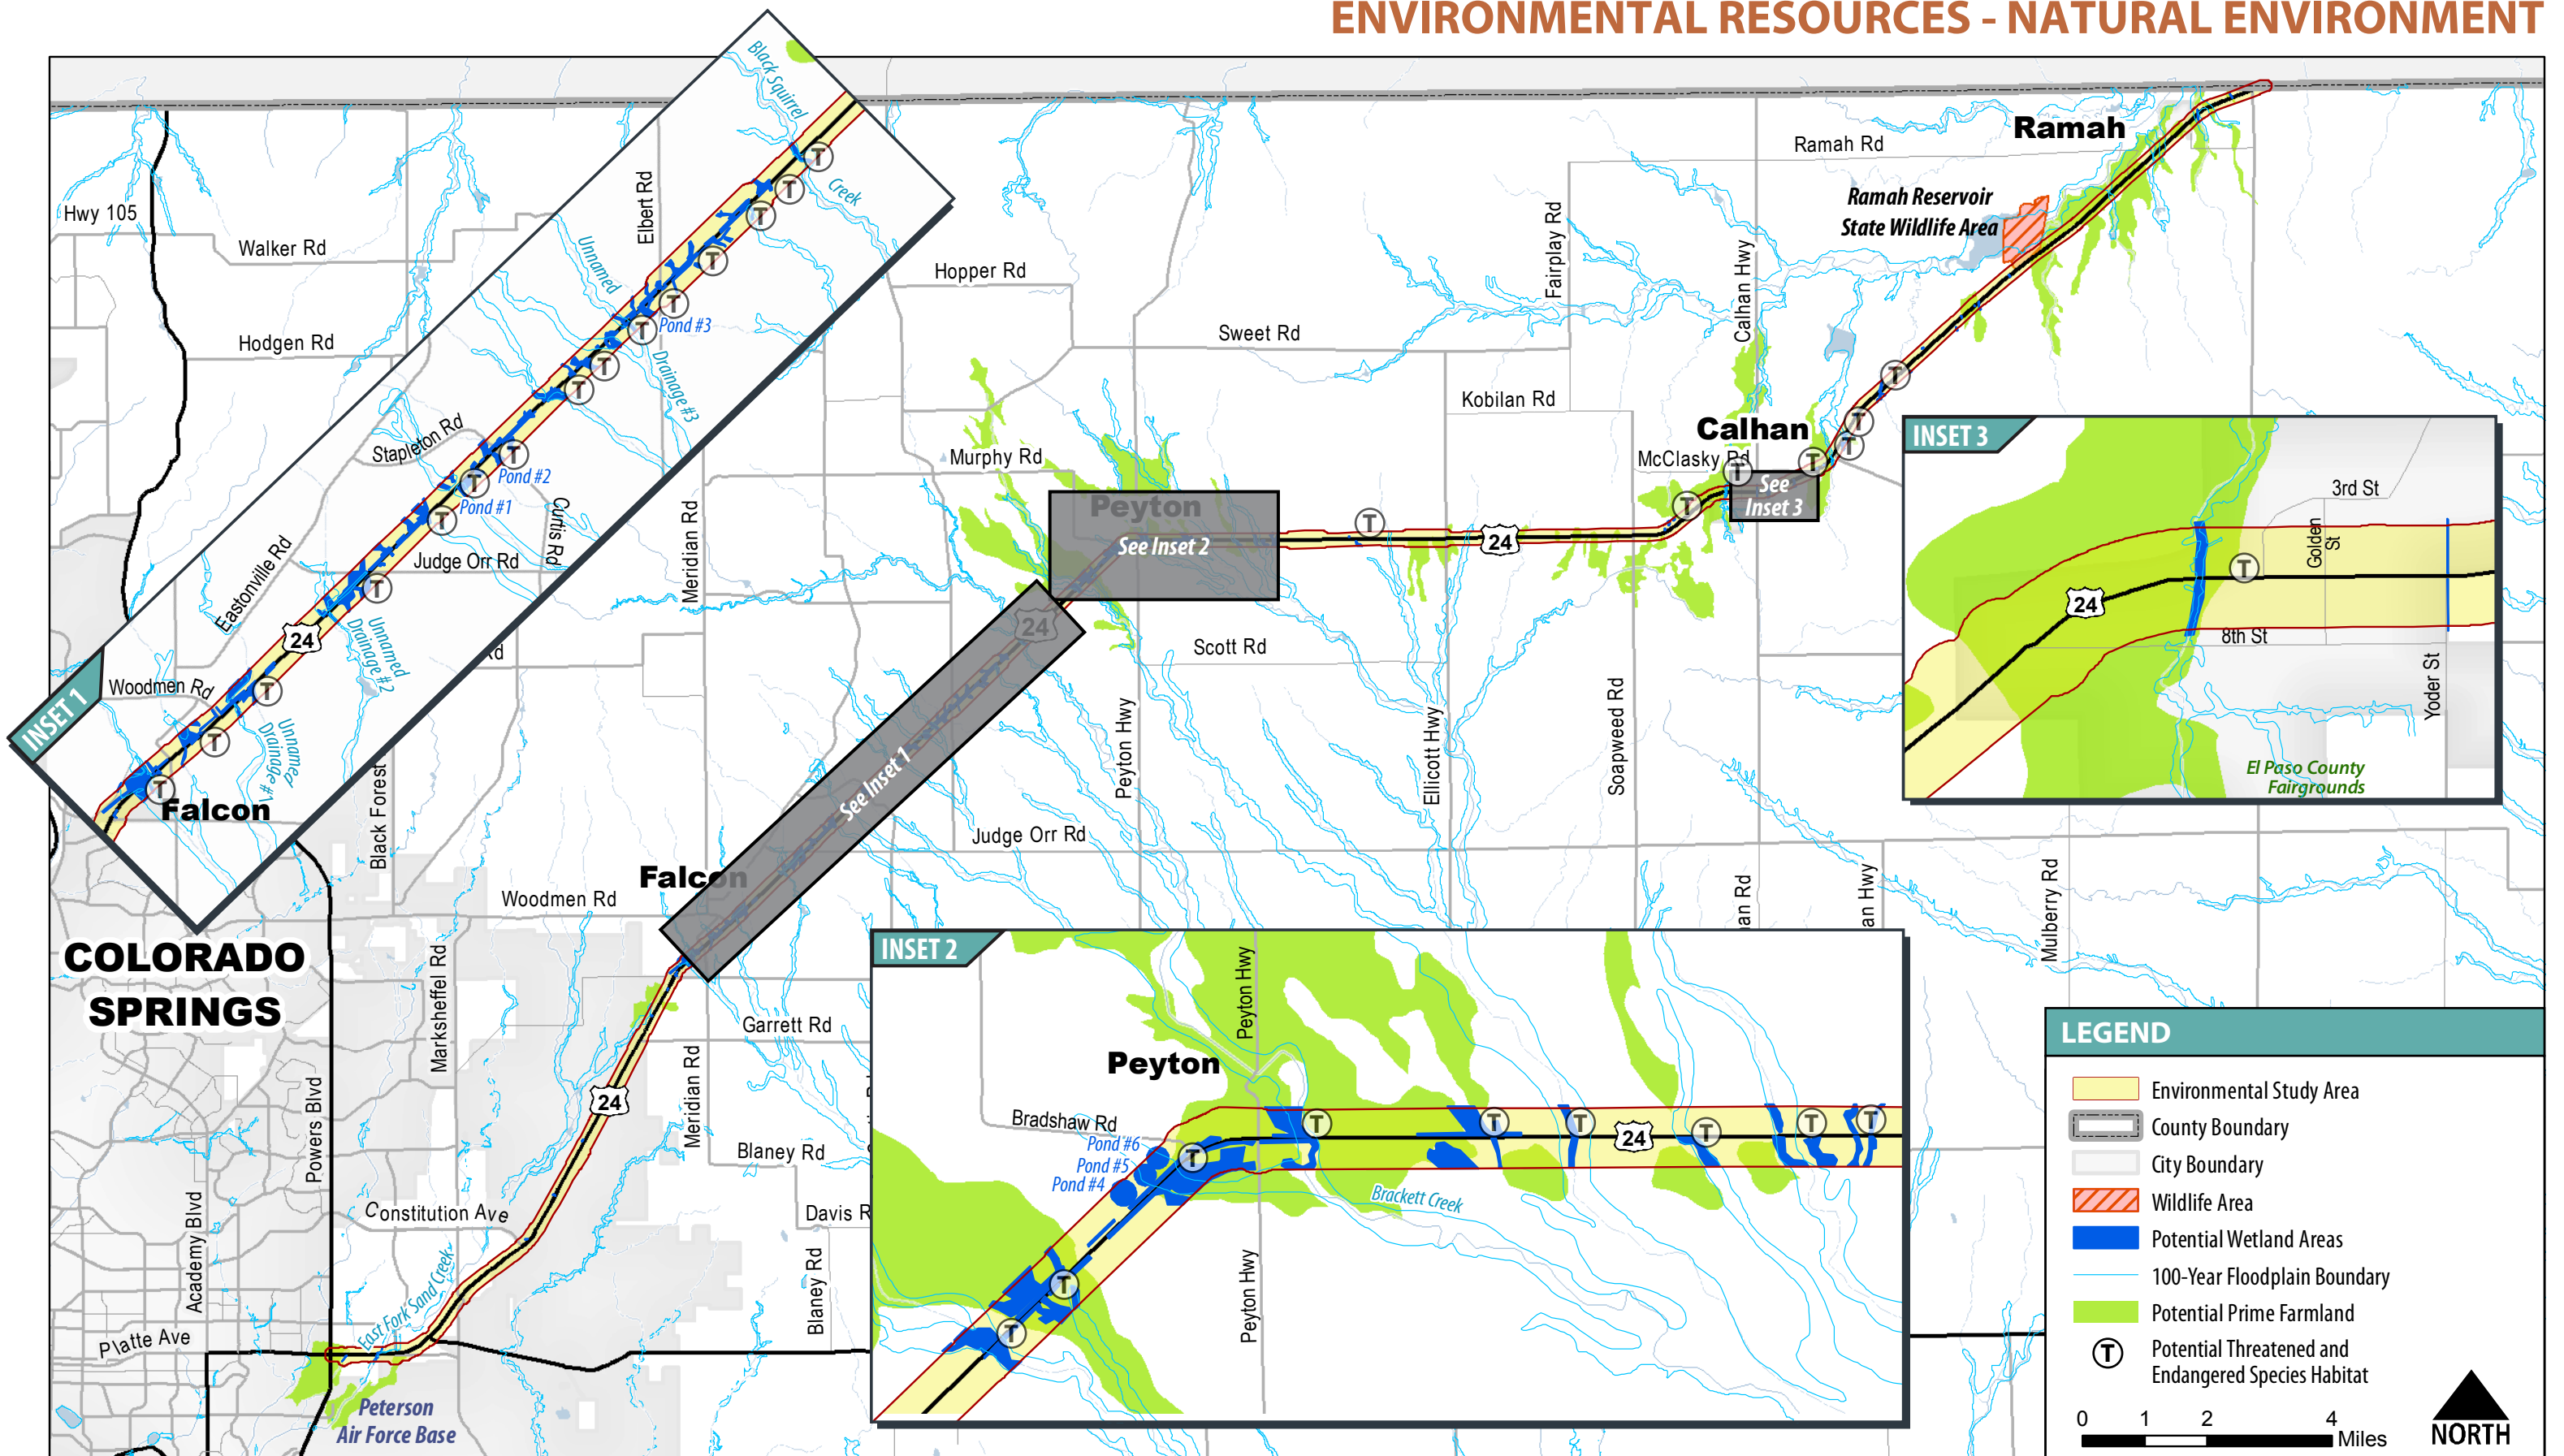 ENVIRONMENTAL RESOURCES - NATURAL ENVIRONMENT
Black Squirrel
Creek
Ramah
Ramah Rd
Ramah Reservoir
State Wildlife Area
Hwy 105
Walker Rd
Elbert Rd
Unnamed
Drainage #3
Hopper Rd
Fairplay Rd
Calhan Hwy
Hodgen Rd
Pond #3
Sweet Rd
Kobilan Rd
Stapleton Rd
Pond #2
Pond #1
Curtis Rd
Murphy Rd
Calhan
McClasky Rd
See
Inset 3
INSET 3
3rd St
Golden
St
24
8th St
Yoder St
El Paso County
Fairgrounds
Peyton
See Inset 2
24
Eastonville Rd
Judge Orr Rd
Meridian Rd
24
24
Unnamed
Drainage #2
Rd
Scott Rd
INSET 1
Woodmen Rd
Unnamed
Drainage #1
Falcon
Peyton Hwy
Ellicott Hwy
Soapweed Rd
See Inset 1
Black Forest
Judge Orr Rd
Falcon
Woodmen Rd
an Rd
an Hwy
Mulberry Rd
COLORADO
SPRINGS
Marksheffel Rd
Garrett Rd
Meridian Rd
24
Powers Blvd
Blaney Rd
Academy Blvd
Constitution Ave
Davis R
Blaney Rd
East Fork Sand Creek
Platte Ave
Peterson
Air Force Base
INSET 2
Peyton Hwy
Peyton
Bradshaw Rd
Pond #6
Pond #5
Pond #4
24
Brackett Creek
Peyton Hwy
LEGEND
Environmental Study Area
County Boundary
City Boundary
Wildlife Area
Potential Wetland Areas
100-Year Floodplain Boundary
Potential Prime Farmland
T Potential Threatened and
Endangered Species Habitat
0 1 2 4
Miles
NORTH